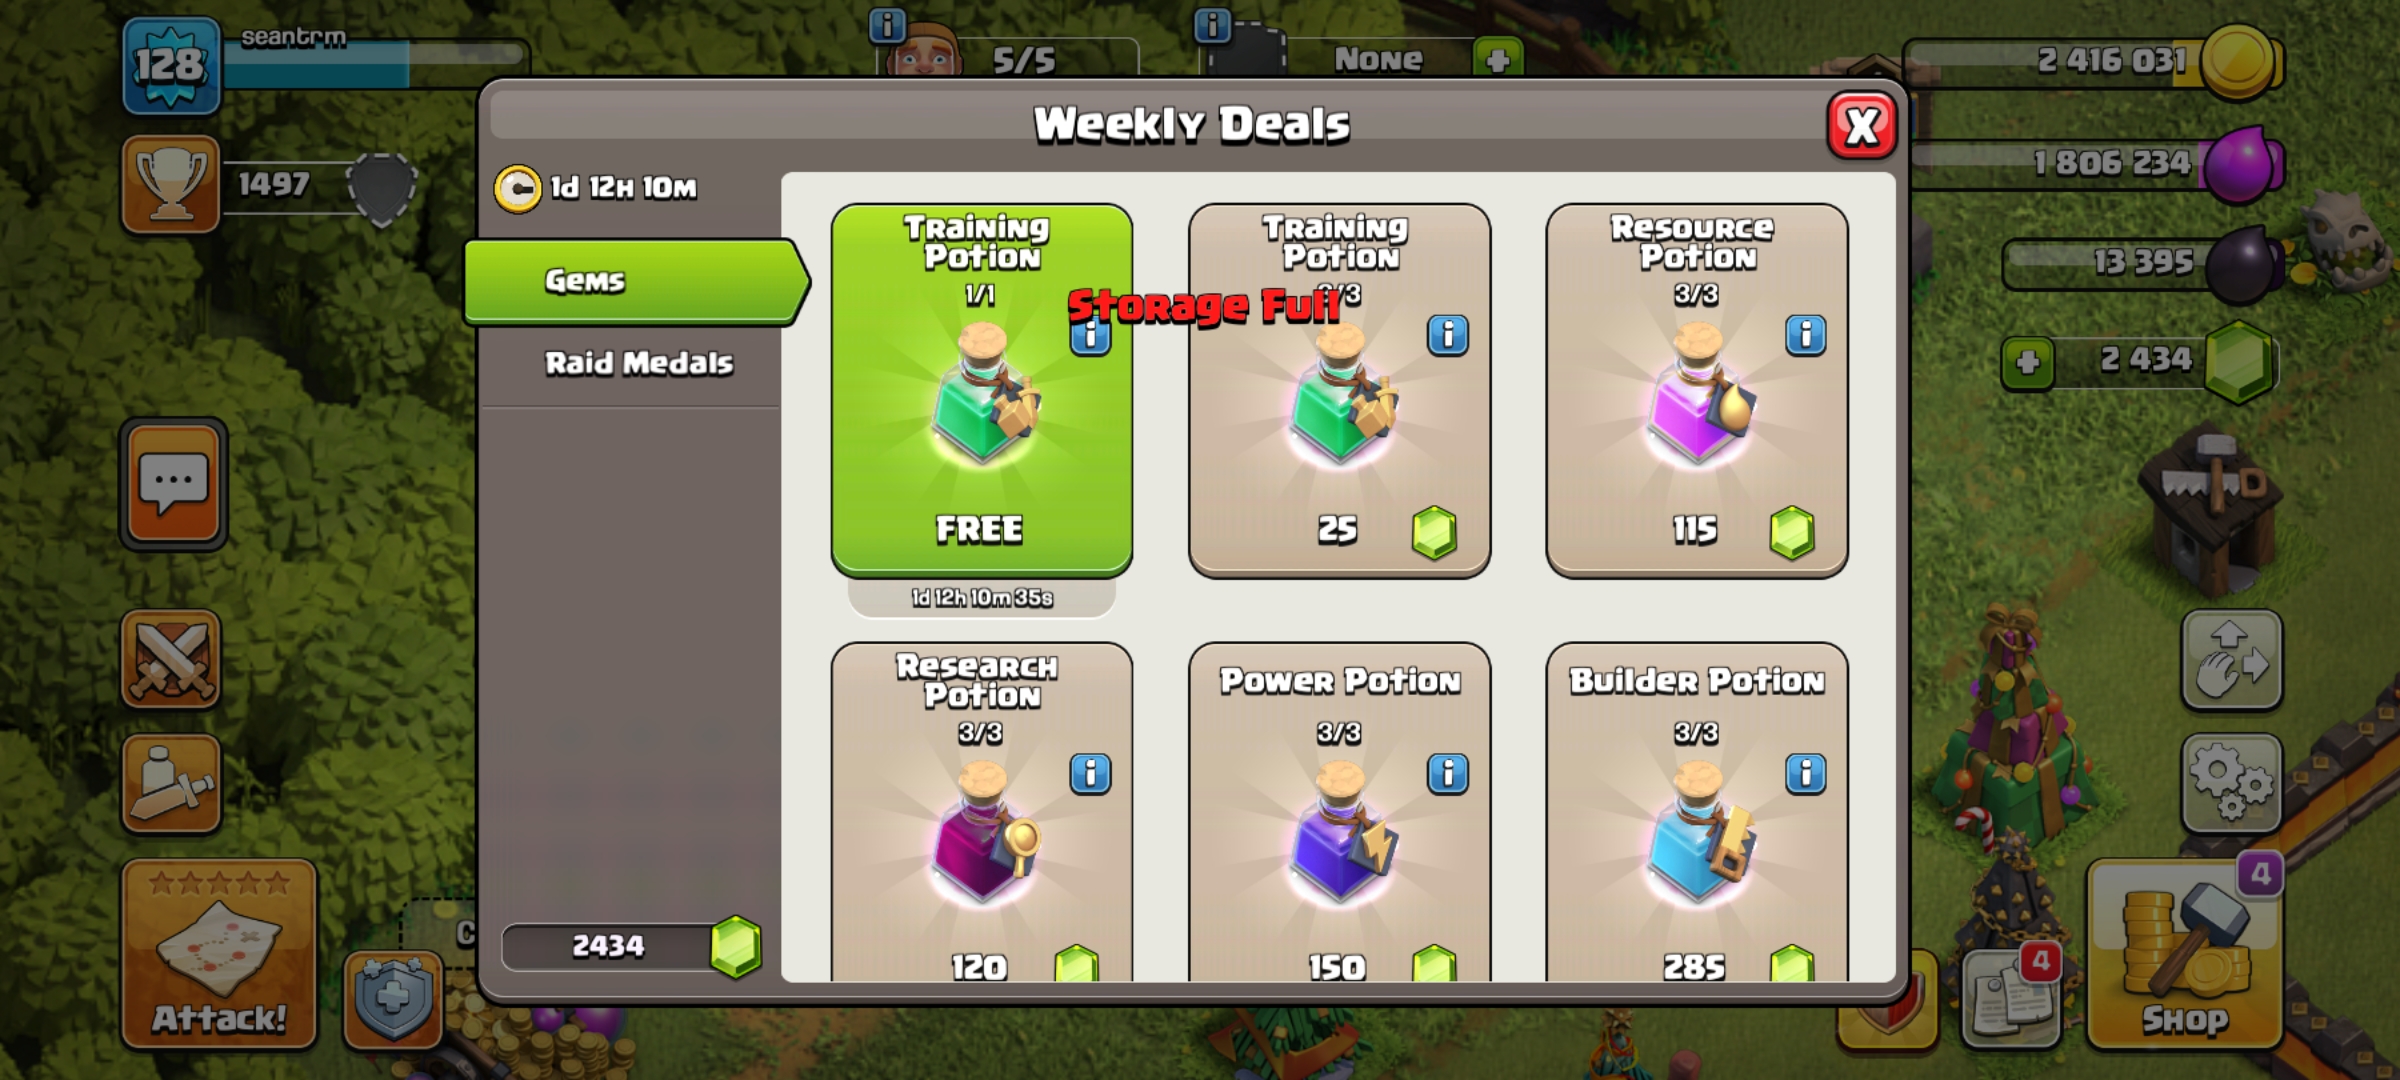 128
seantrm
5/5
None
2 416 031
1497
1 806 234
13 395
2 434
Weekly Deals
X
1d 12H 10M
Gems
Raid Medals
2434
Training
Potion
1/1
FREE
1d 12h 10m 35s
Training
Potion
/3
25
Storage Full
Resource
Potion
3/3
115
Research
Potion
3/3
120
Power Potion
3/3
150
Builder Potion
3/3
285
Attack!
4
4
Shop